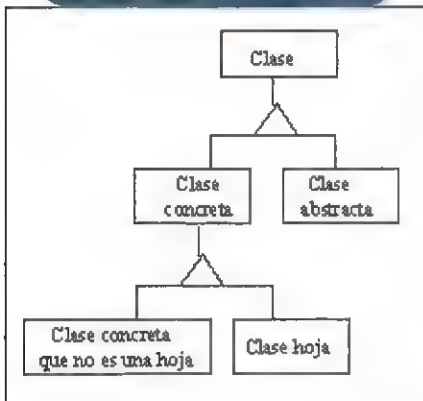 Clase
Clase
concreta
Clase
abstracta
Clase concreta
que no es una hoja
Clase hoja